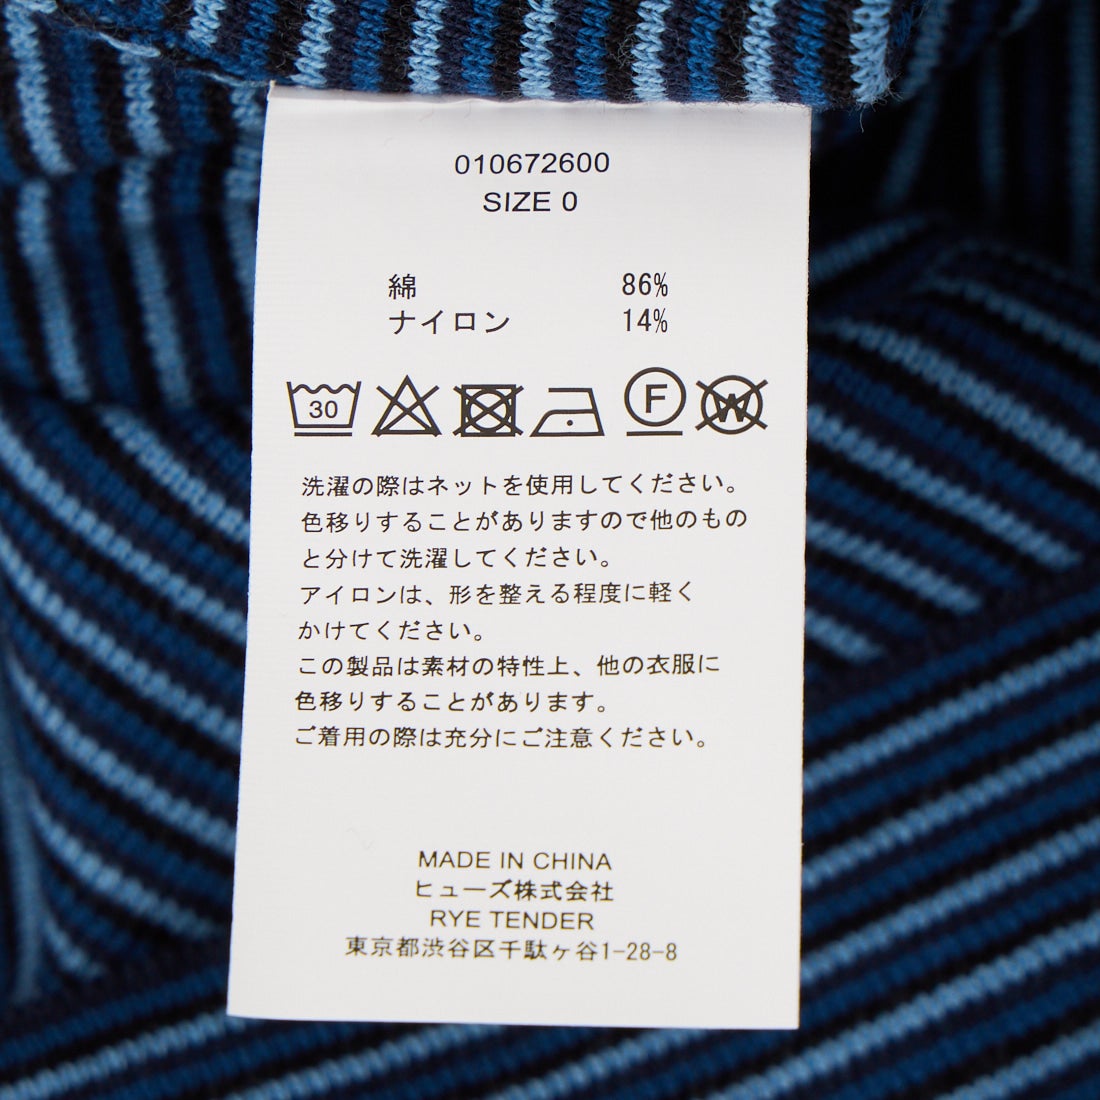 010672600
SIZE 0
綿 86%
ナイロン 14%
30 F W
洗濯の際はネットを使用してください。
色移りすることがありますので他のもの
と分けて洗濯してください。
アイロンは、形を整える程度に軽く
かけてください。
この製品は素材の特性上、他の衣服に
色移りすることがあります。
ご着用の際は充分にご注意ください。
MADE IN CHINA
ヒューズ株式会社
RYE TENDER
東京都渋谷区千駄ヶ谷1-28-8